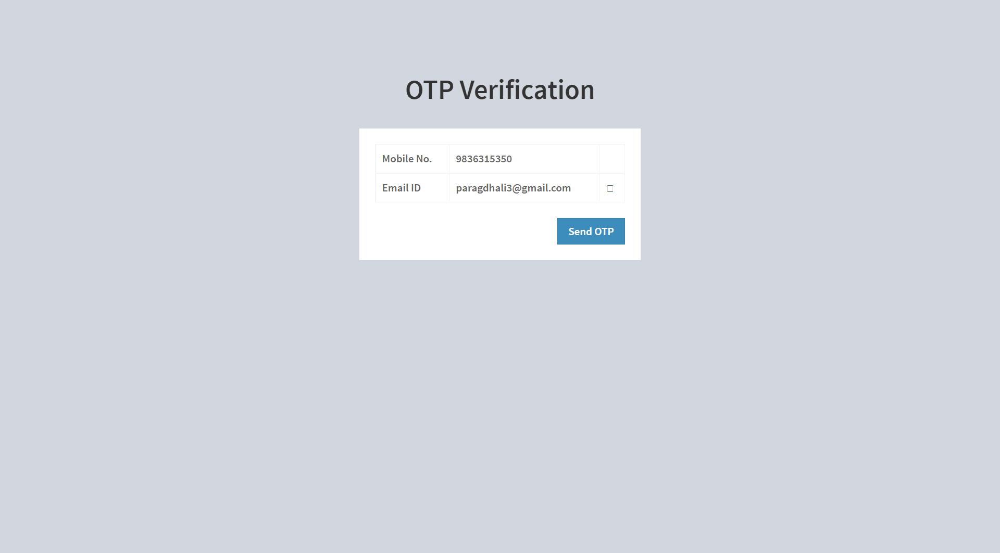 OTP Verification
Mobile No. 9836315350
Email ID paragdhali3@gmail.com
Send OTP